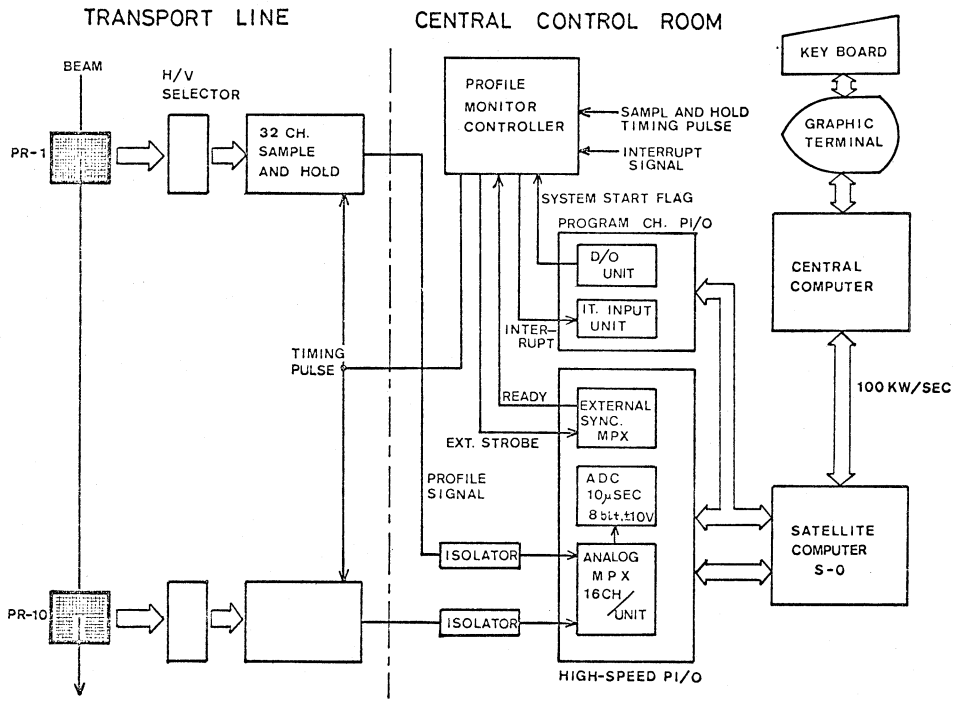 TRANSPORT LINE
CENTRAL CONTROL ROOM
BEAM
H/V
SELECTOR
PR-1
32 CH.
SAMPLE
AND HOLD
PROFILE
MONITOR
CONTROLLER
SAMPL AND HOLD
TIMING PULSE
INTERRUPT
SIGNAL
KEY BOARD
GRAPHIC
TERMINAL
SYSTEM START FLAG
PROGRAM CH. PI/O
D/O
UNIT
IT. INPUT
UNIT
INTER-
RUPT
CENTRAL
COMPUTER
TIMING
PULSE
100 KW/SEC
READY
EXTERNAL
SYNC.
MPX
EXT. STROBE
PROFILE
SIGNAL
ADC
10μSEC
8bit,±10V
ISOLATOR
ANALOG
MPX
16CH
/UNIT
SATELLITE
COMPUTER
S-0
PR-10
ISOLATOR
HIGH-SPEED PI/O